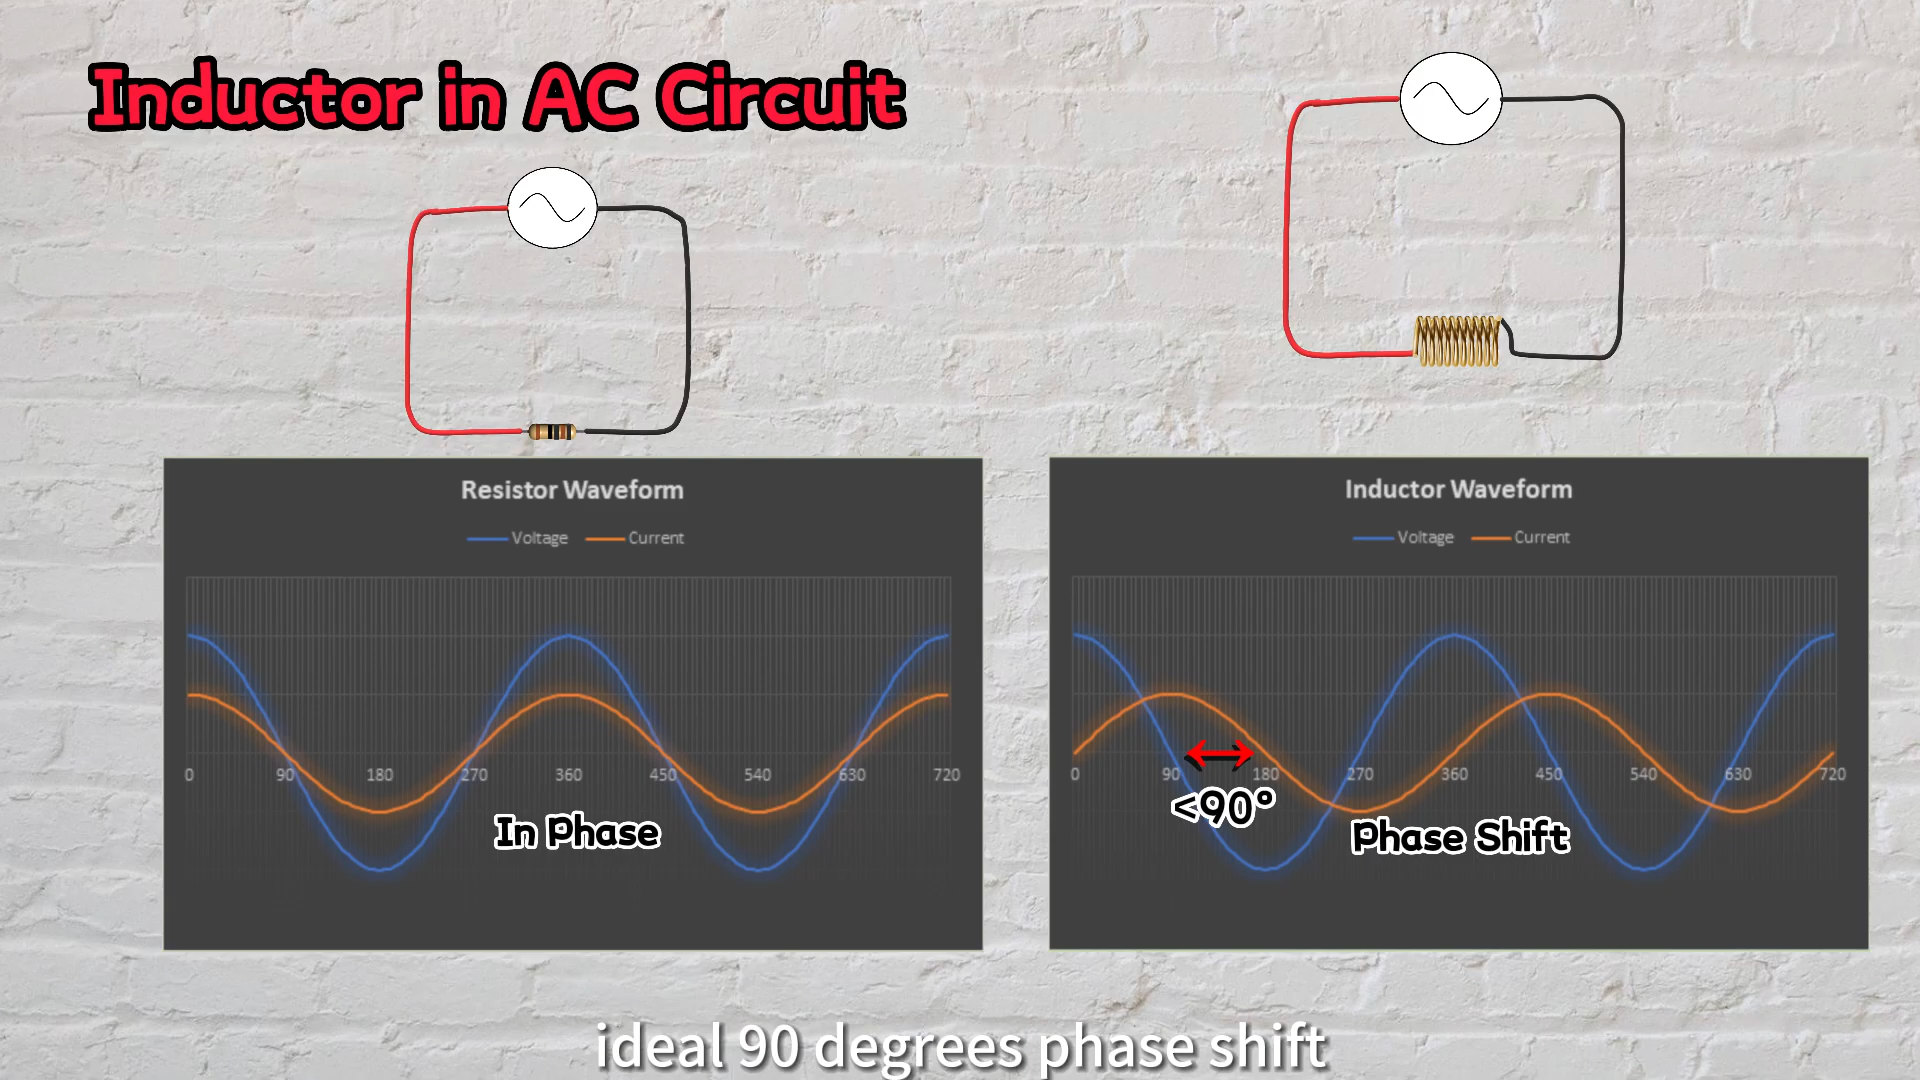 Inductor in AC Circuit
Resistor Waveform
Voltage Current
0 90 180 270 360 450 540 630 720
In Phase
Inductor Waveform
Voltage Current
0 90 180 270 360 450 540 630 720
<90°
Phase Shift
ideal 90 degrees phase shift